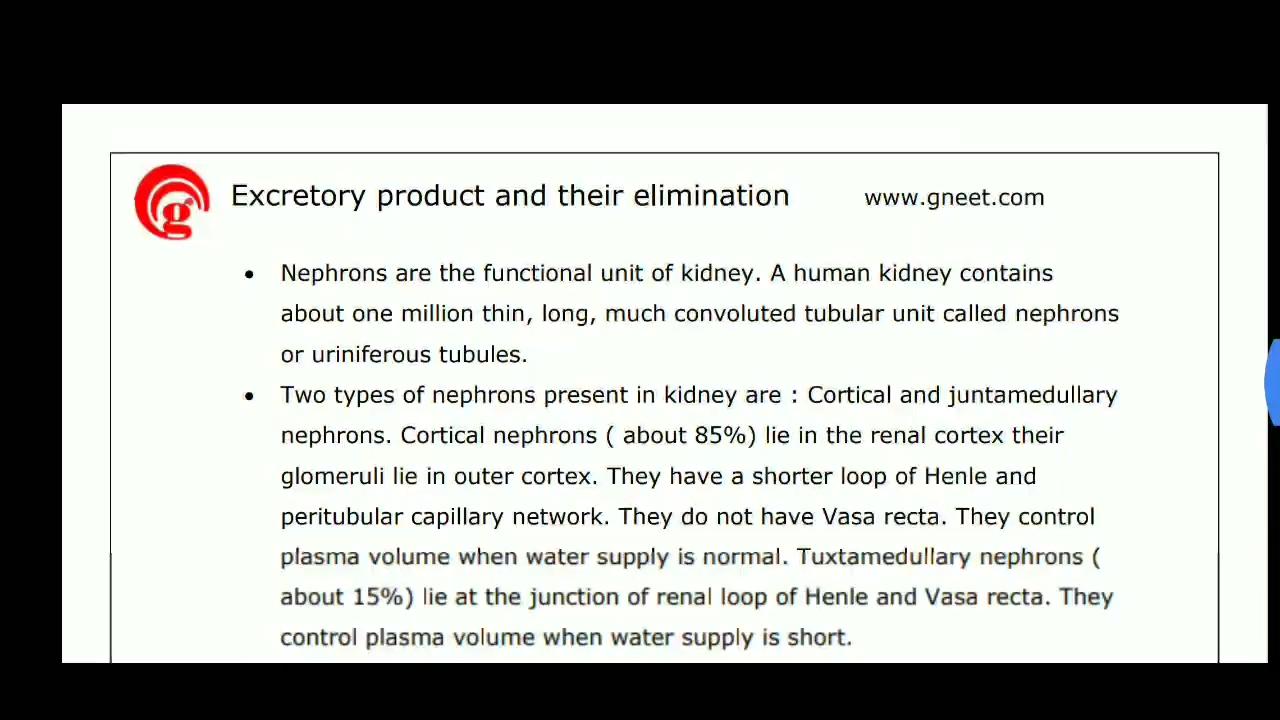 g
Excretory product and their elimination www.gneet.com
• Nephrons are the functional unit of kidney. A human kidney contains
about one million thin, long, much convoluted tubular unit called nephrons
or uriniferous tubules.
• Two types of nephrons present in kidney are : Cortical and juntamedullary
nephrons. Cortical nephrons ( about 85%) lie in the renal cortex their
glomeruli lie in outer cortex. They have a shorter loop of Henle and
peritubular capillary network. They do not have Vasa recta. They control
plasma volume when water supply is normal. Tuxtamedullary nephrons (
about 15%) lie at the junction of renal loop of Henle and Vasa recta. They
control plasma volume when water supply is short.